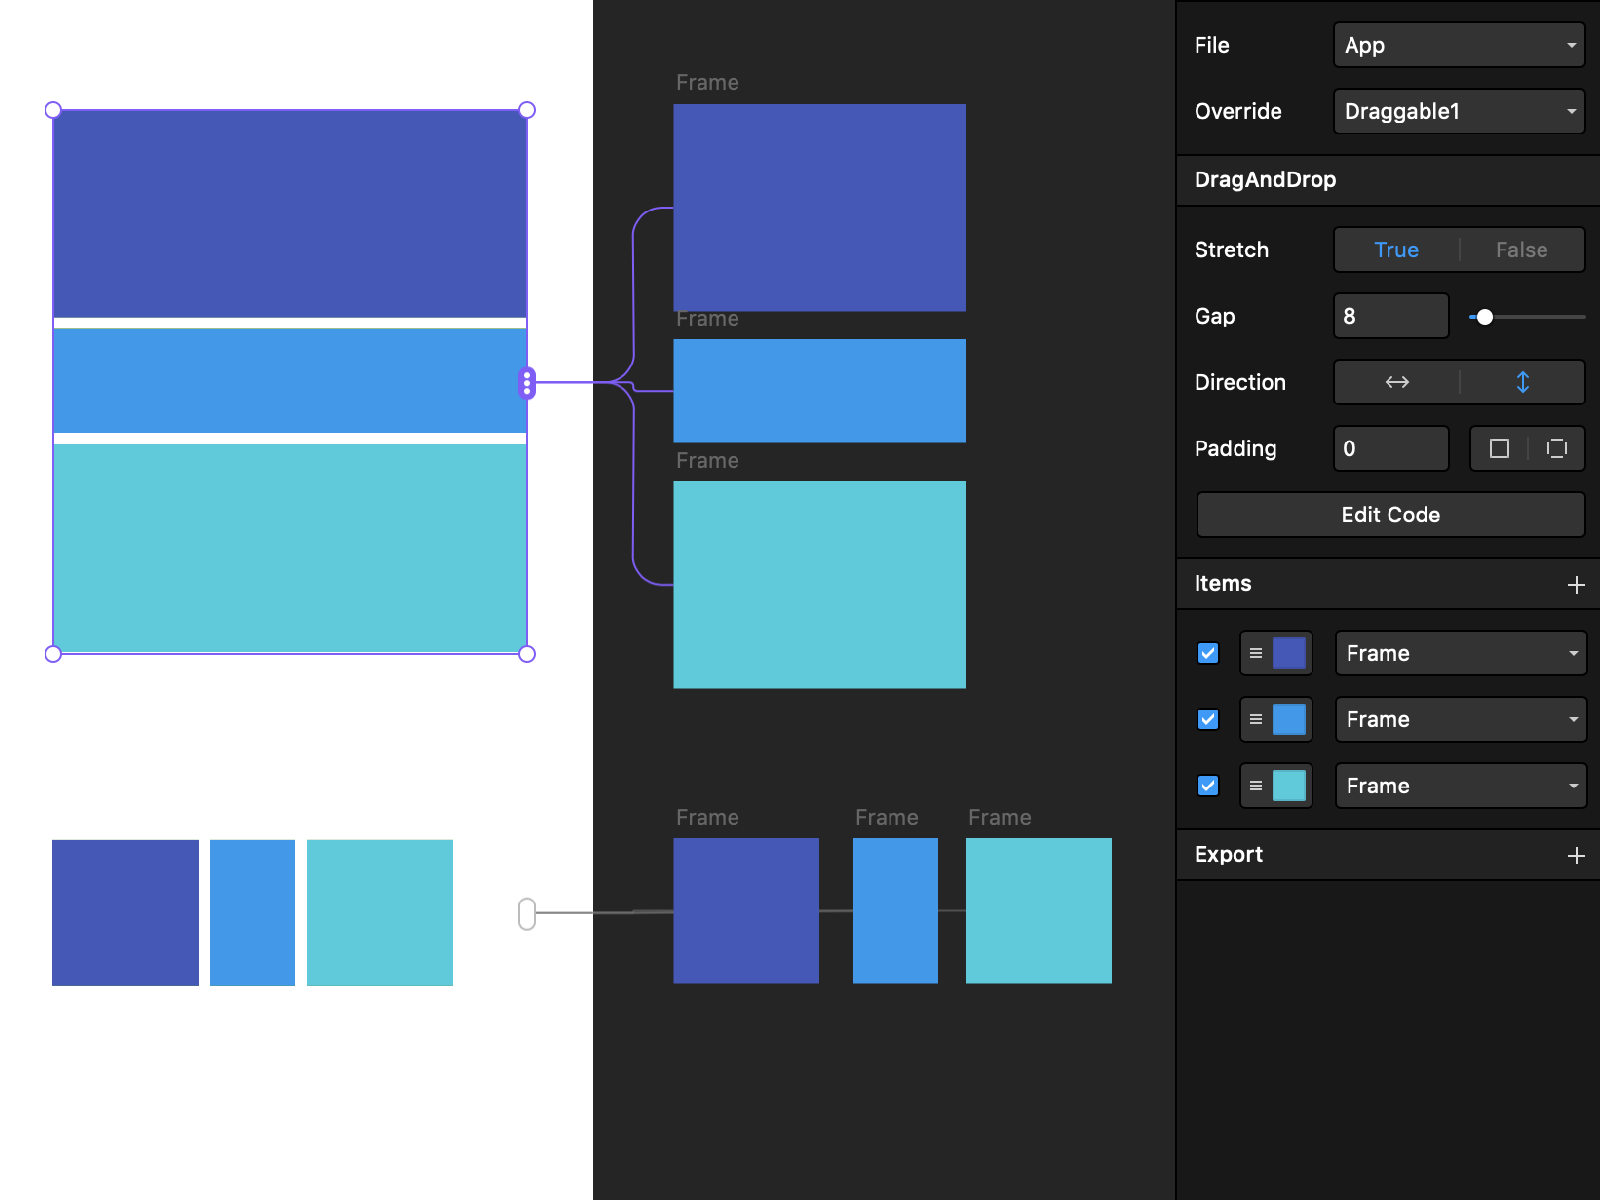 Frame
Frame
Frame
Frame
Frame
Frame
File
App
Override
Draggable1
DragAndDrop
Stretch
True
False
Gap
8
Direction
Padding
0
Edit Code
Items
Frame
Frame
Frame
Export